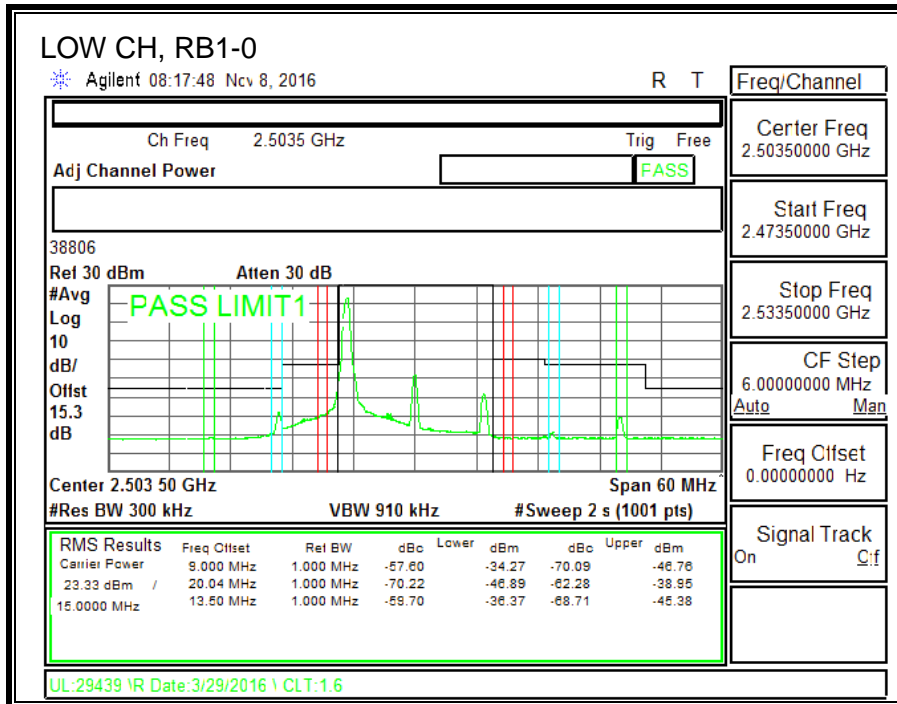 LOW CH, RB1-0
Agilent 08:17:48 Nov 8, 2016 R T
Ch Freq 2.5035 GHz Trig Free
Adj Channel Power PASS
38806
Ref 30 dBm Atten 30 dB
#Avg
Log
10
dB/
Offst
15.3
dB
PASS LIMIT1
Center 2.503 50 GHz Span 60 MHz
#Res BW 300 kHz VBW 910 kHz #Sweep 2 s (1001 pts)
RMS Results Freq Offset Ref BW dBc Lower dBm dBc Upper dBm
Carrier Power 9.000 MHz 1.000 MHz -57.60 -34.27 -70.09 -46.76
23.33 dBm / 20.04 MHz 1.000 MHz -70.22 -46.89 -62.28 -38.95
15.0000 MHz 13.50 MHz 1.000 MHz -59.70 -36.37 -68.71 -45.38
UL:29439 \R Date:3/29/2016 \ CLT:1.6
Freq/Channel
Center Freq
2.50350000 GHz
Start Freq
2.47350000 GHz
Stop Freq
2.53350000 GHz
CF Step
6.00000000 MHz
Auto Man
Freq Offset
0.00000000 Hz
Signal Track
On Off